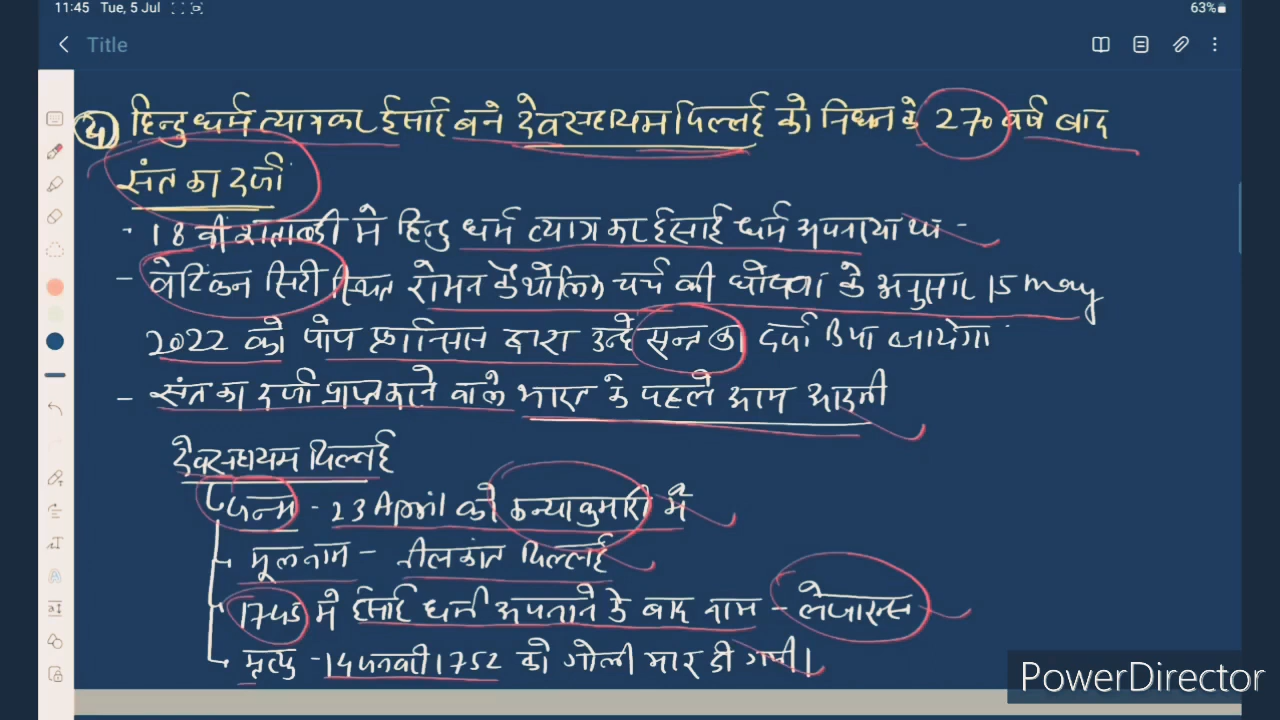 11:45 Tue, 5 Jul
63%
Title
हिन्दु धर्म त्यागकर ईसाई बने देवसहायम पिल्लई को निधन के 270 वर्ष बाद
संत का दर्जा
· 18 वीं शताब्दी मे हिन्दु धर्म त्यागकर ईसाई धर्म अपनाया था -
- वेटिकन सिटी स्थित रोमन कैथोलिक चर्च की घोषणा के अनुसार 15 may
2022 को पोप फ्रान्सिस द्वारा उन्हे सन्त का दर्जा दिया जायेगा
- संत का दर्जा प्राप्त करने वाले भारत के पहले आम आदमी
देवसहायम पिल्लई
जन्म - 23 April को कन्याकुमारी मे
मूलनाम - नीलकांत पिल्लई
1745 मे ईसाई धर्म अपनाने के बाद नाम - लेजारस
मृत्यु - 14 जनवरी 1752 को गोली मार दी गयी।
PowerDirector